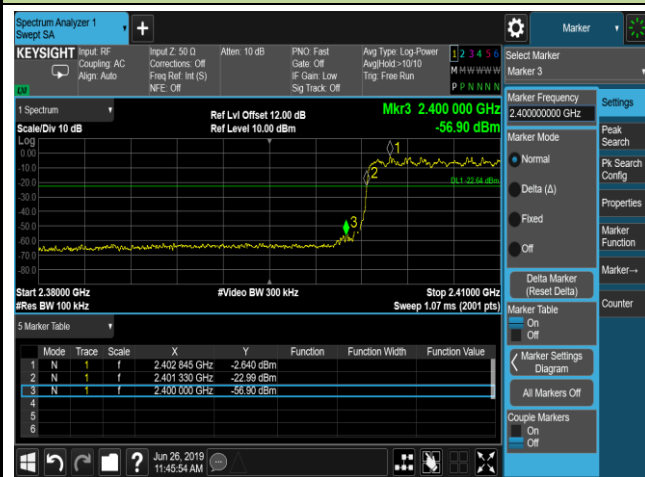 Spectrum Analyzer 1
Swept SA
Marker
KEYSIGHT Input: RF
Coupling: AC
Align: Auto
Input Z: 50 Ω
Corrections: Off
Freq Ref: Int (S)
NFE: Off
Atten: 10 dB
PNO: Fast
Gate: Off
IF Gain: Low
Sig Track: Off
Avg Type: Log-Power
Avg|Hold:>10/10
Trig: Free Run
1 2 3 4 5 6
M M W W W W
P P N N N N
Select Marker
Marker 3
1 Spectrum
Scale/Div 10 dB
Ref Lvl Offset 12.00 dB
Ref Level 10.00 dBm
Mkr3 2.400 000 GHz
-56.90 dBm
Log
0.00
-10.0
-20.0
-30.0
-40.0
-50.0
-60.0
-70.0
-80.0
1
2
3
DL1 -22.64 dBm
Start 2.38000 GHz
#Res BW 100 kHz
#Video BW 300 kHz
Stop 2.41000 GHz
Sweep 1.07 ms (2001 pts)
5 Marker Table
Mode Trace Scale X Y Function Function Width Function Value
1 N 1 f 2.402 845 GHz -2.640 dBm
2 N 1 f 2.401 330 GHz -22.99 dBm
3 N 1 f 2.400 000 GHz -56.90 dBm
4
5
6
Jun 26, 2019
11:45:54 AM
Marker Frequency
2.400000000 GHz
Marker Mode
Normal
Delta (Δ)
Fixed
Off
Delta Marker
(Reset Delta)
Marker Table
On
Off
Marker Settings
Diagram
All Markers Off
Couple Markers
On
Off
Settings
Peak
Search
Pk Search
Config
Properties
Marker
Function
Marker→
Counter